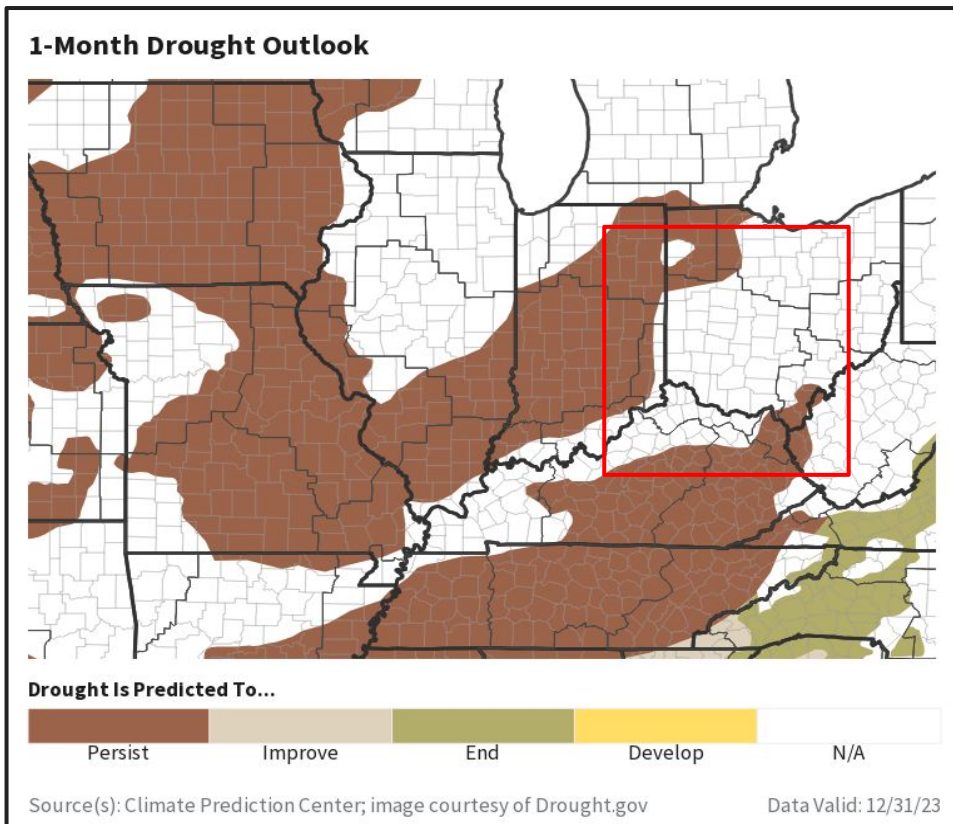 1-Month Drought Outlook
Drought Is Predicted To...
Persist Improve End Develop N/A
Source(s): Climate Prediction Center; image courtesy of Drought.gov Data Valid: 12/31/23